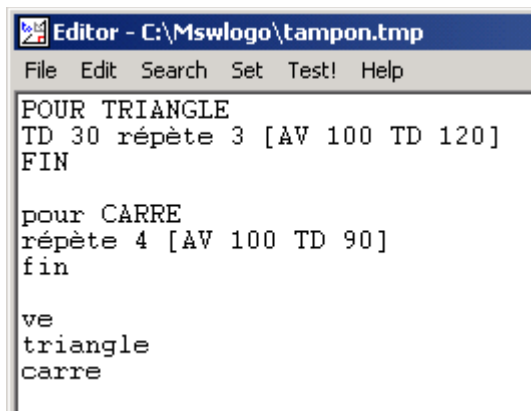 Editor - C:\Mswlogo\tampon.tmp
File Edit Search Set Test! Help
POUR TRIANGLE
TD 30 répète 3 [AV 100 TD 120]
FIN
pour CARRE
répète 4 [AV 100 TD 90]
fin
ve
triangle
carre